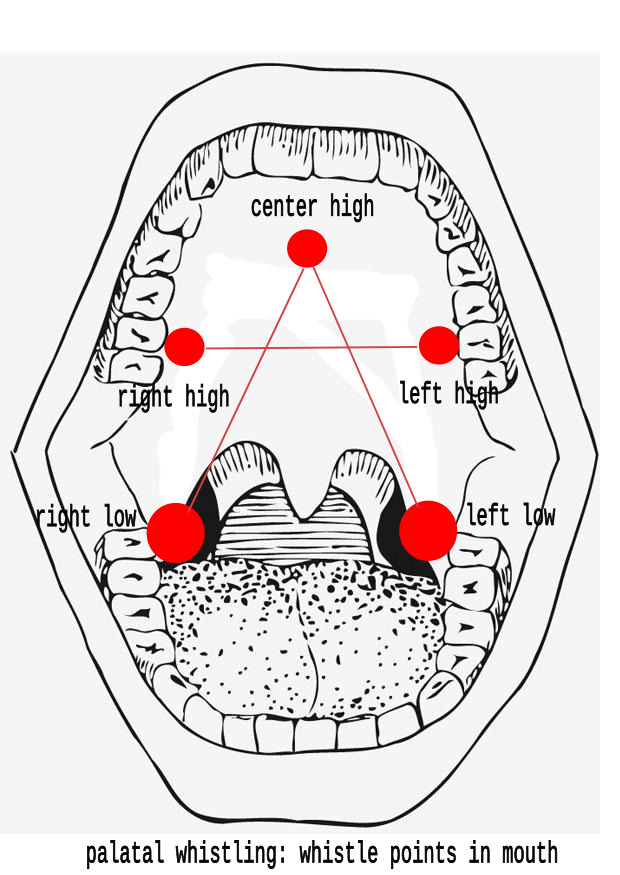 center high
right high
left high
right low
left low
palatal whistling: whistle points in mouth